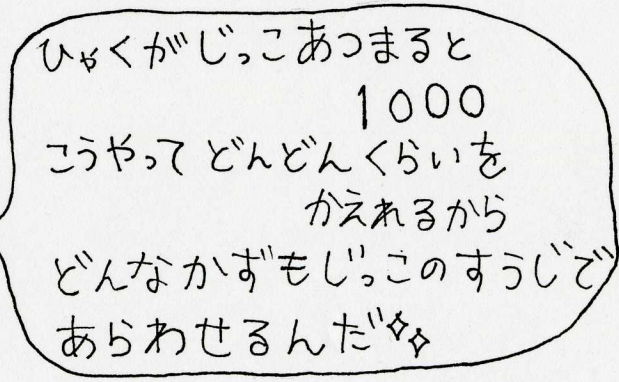 ひゃくがじっこあつまると
1000
こうやって どんどん くらいを
かえれるから
どんなかずもじっこのすうじで
あらわせるんだ